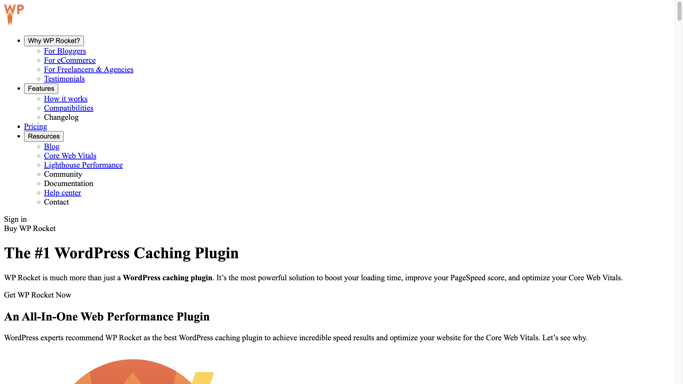 WP
Why WP Rocket?
For Bloggers
For eCommerce
For Freelancers & Agencies
Testimonials
Features
How it works
Compatibilities
Changelog
Pricing
Resources
Blog
Core Web Vitals
Lighthouse Performance
Community
Documentation
Help center
Contact
Sign in
Buy WP Rocket
The #1 WordPress Caching Plugin
WP Rocket is much more than just a WordPress caching plugin. It’s the most powerful solution to boost your loading time, improve your PageSpeed score, and optimize your Core Web Vitals.
Get WP Rocket Now
An All-In-One Web Performance Plugin
WordPress experts recommend WP Rocket as the best WordPress caching plugin to achieve incredible speed results and optimize your website for the Core Web Vitals. Let’s see why.